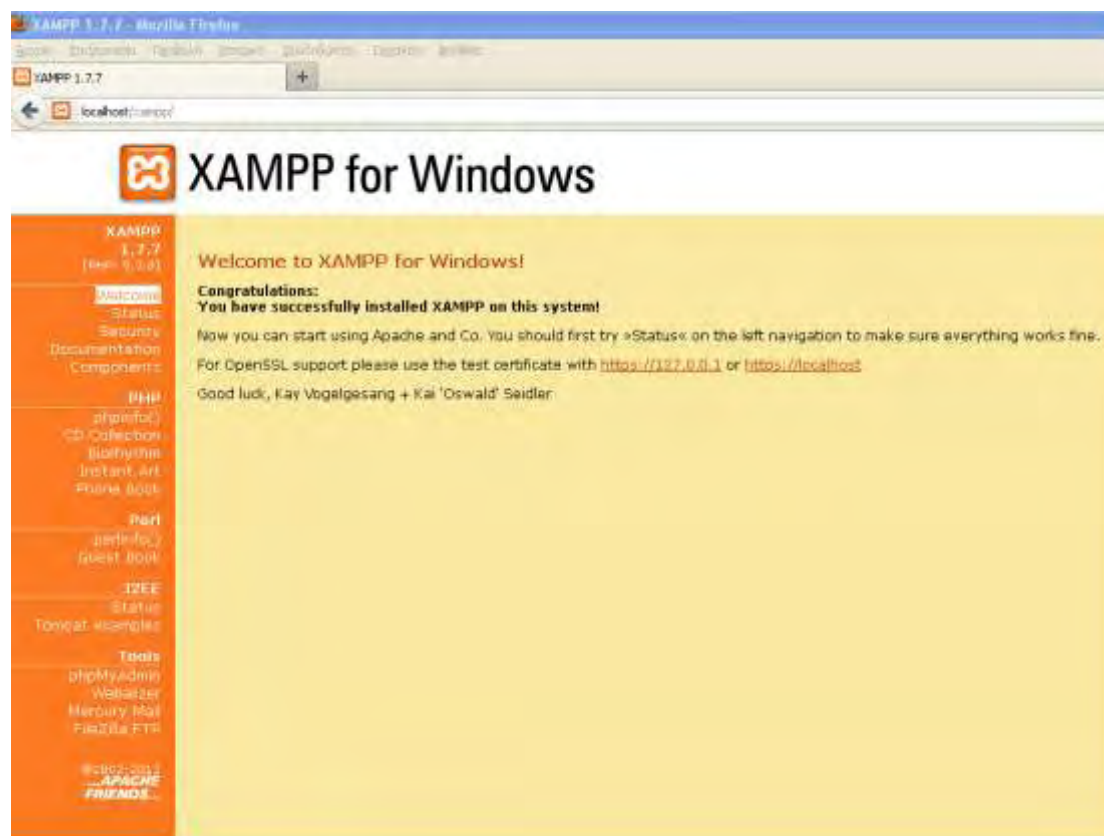 XAMPP 1.7.7 - Mozilla Firefox
XAMPP 1.7.7
localhost/xampp/
XAMPP for Windows
XAMPP
1.7.7
Welcome
Status
Security
Documentation
Components
PHP
phpinfo()
CD Collection
Biorhythm
Instant Art
Phone Book
Perl
perlinfo()
Guest Book
J2EE
Status
Tomcat examples
Tools
phpMyAdmin
Webalizer
Mercury Mail
FileZilla FTP
...APACHE
FRIENDS...
Welcome to XAMPP for Windows!
Congratulations:
You have successfully installed XAMPP on this system!
Now you can start using Apache and Co. You should first try »Status« on the left navigation to make sure everything works fine.
For OpenSSL support please use the test certificate with https://127.0.0.1 or https://localhost
Good luck, Kay Vogelgesang + Kai 'Oswald' Seidler